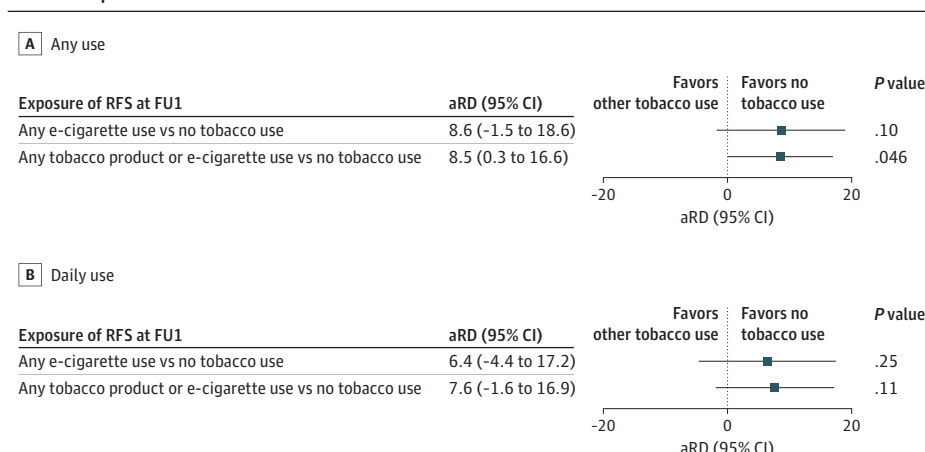 A Any use
Favors Favors no P value
Exposure of RFS at FU1 aRD (95% CI) other tobacco use tobacco use
Any e-cigarette use vs no tobacco use 8.6 (-1.5 to 18.6) .10
Any tobacco product or e-cigarette use vs no tobacco use 8.5 (0.3 to 16.6) .046
-20 0 20
aRD (95% CI)
B Daily use
Favors Favors no P value
Exposure of RFS at FU1 aRD (95% CI) other tobacco use tobacco use
Any e-cigarette use vs no tobacco use 6.4 (-4.4 to 17.2) .25
Any tobacco product or e-cigarette use vs no tobacco use 7.6 (-1.6 to 16.9) .11
-20 0 20
aRD (95% CI)